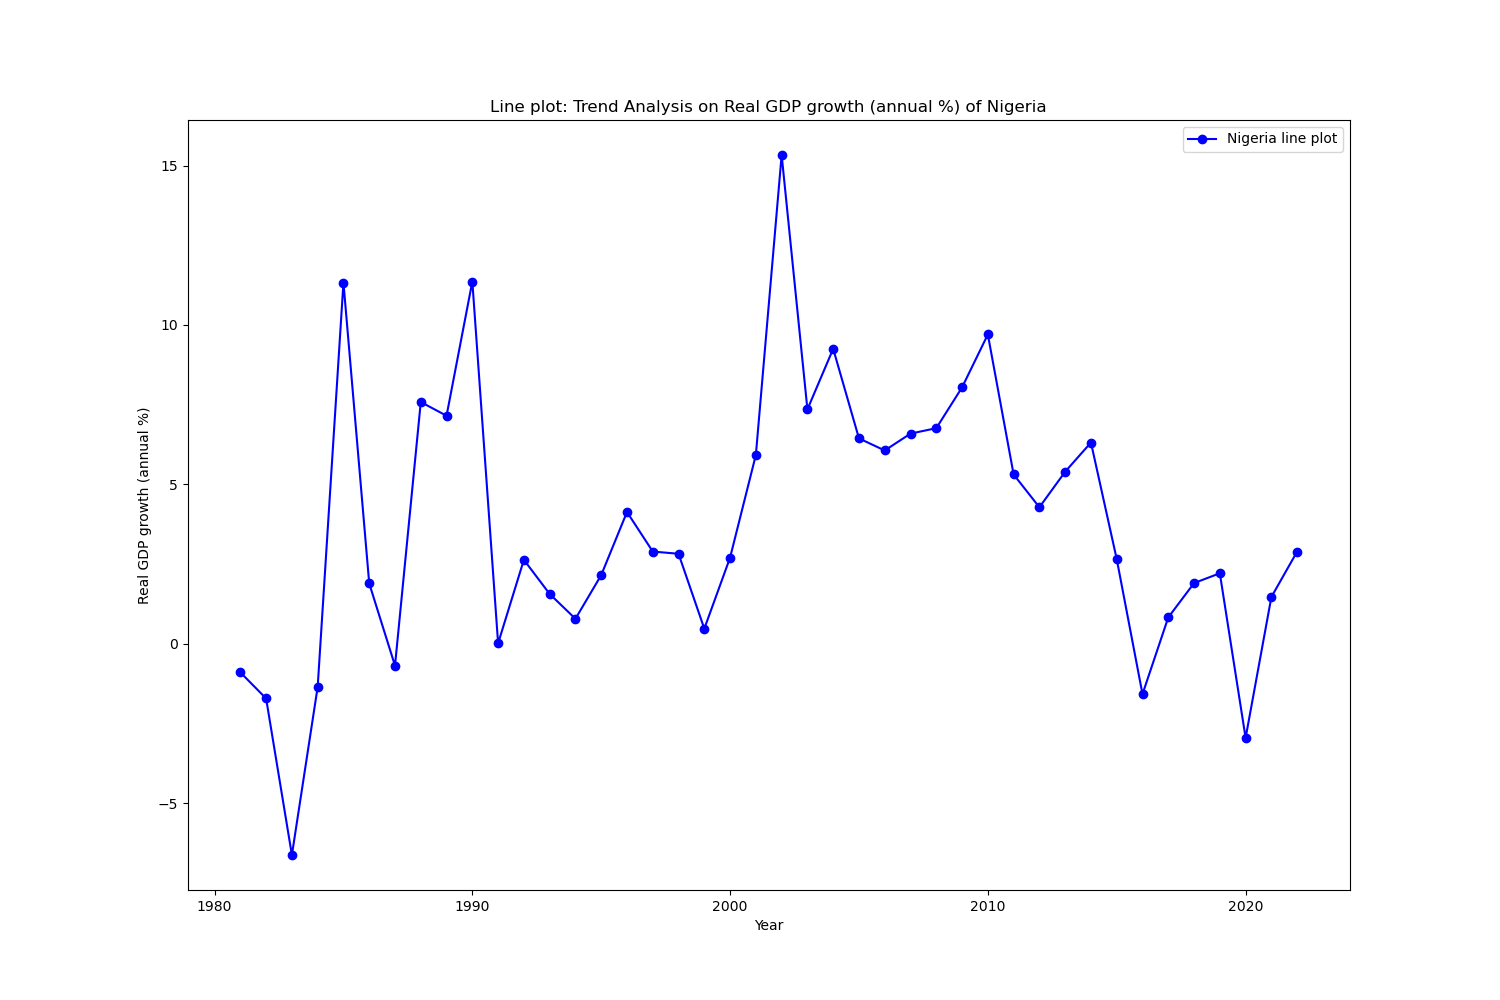 Line plot: Trend Analysis on Real GDP growth (annual %) of Nigeria
Nigeria line plot
Real GDP growth (annual %)
15
10
5
0
−5
1980 1990 2000 2010 2020
Year